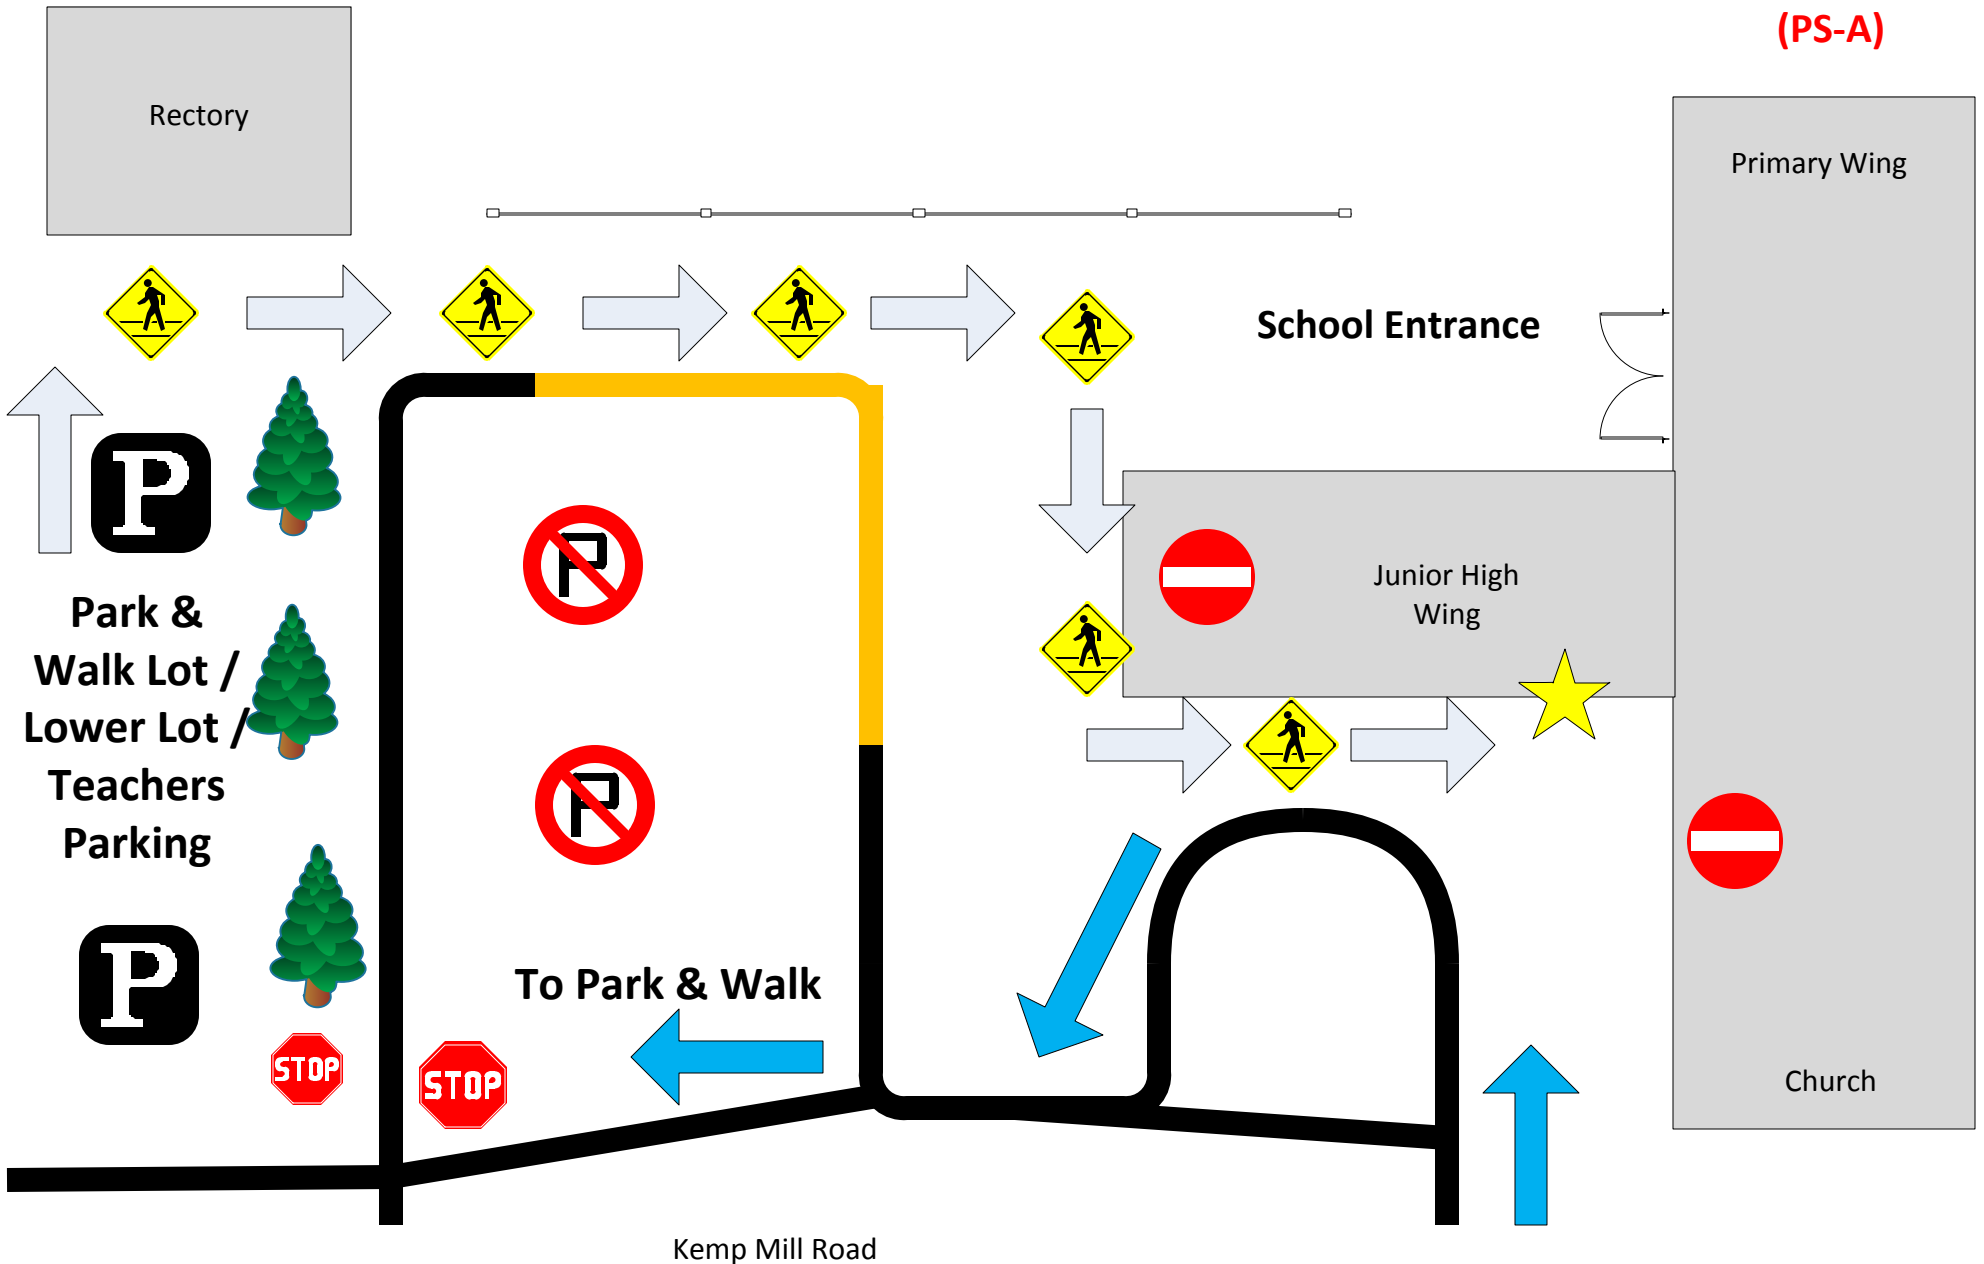 (PS-A)
Rectory
Primary Wing
School Entrance
P
P
Park &
Walk Lot /
Lower Lot /
Teachers
Parking
Junior High
Wing
P
To Park & Walk
P
STOP
STOP
Church
Kemp Mill Road